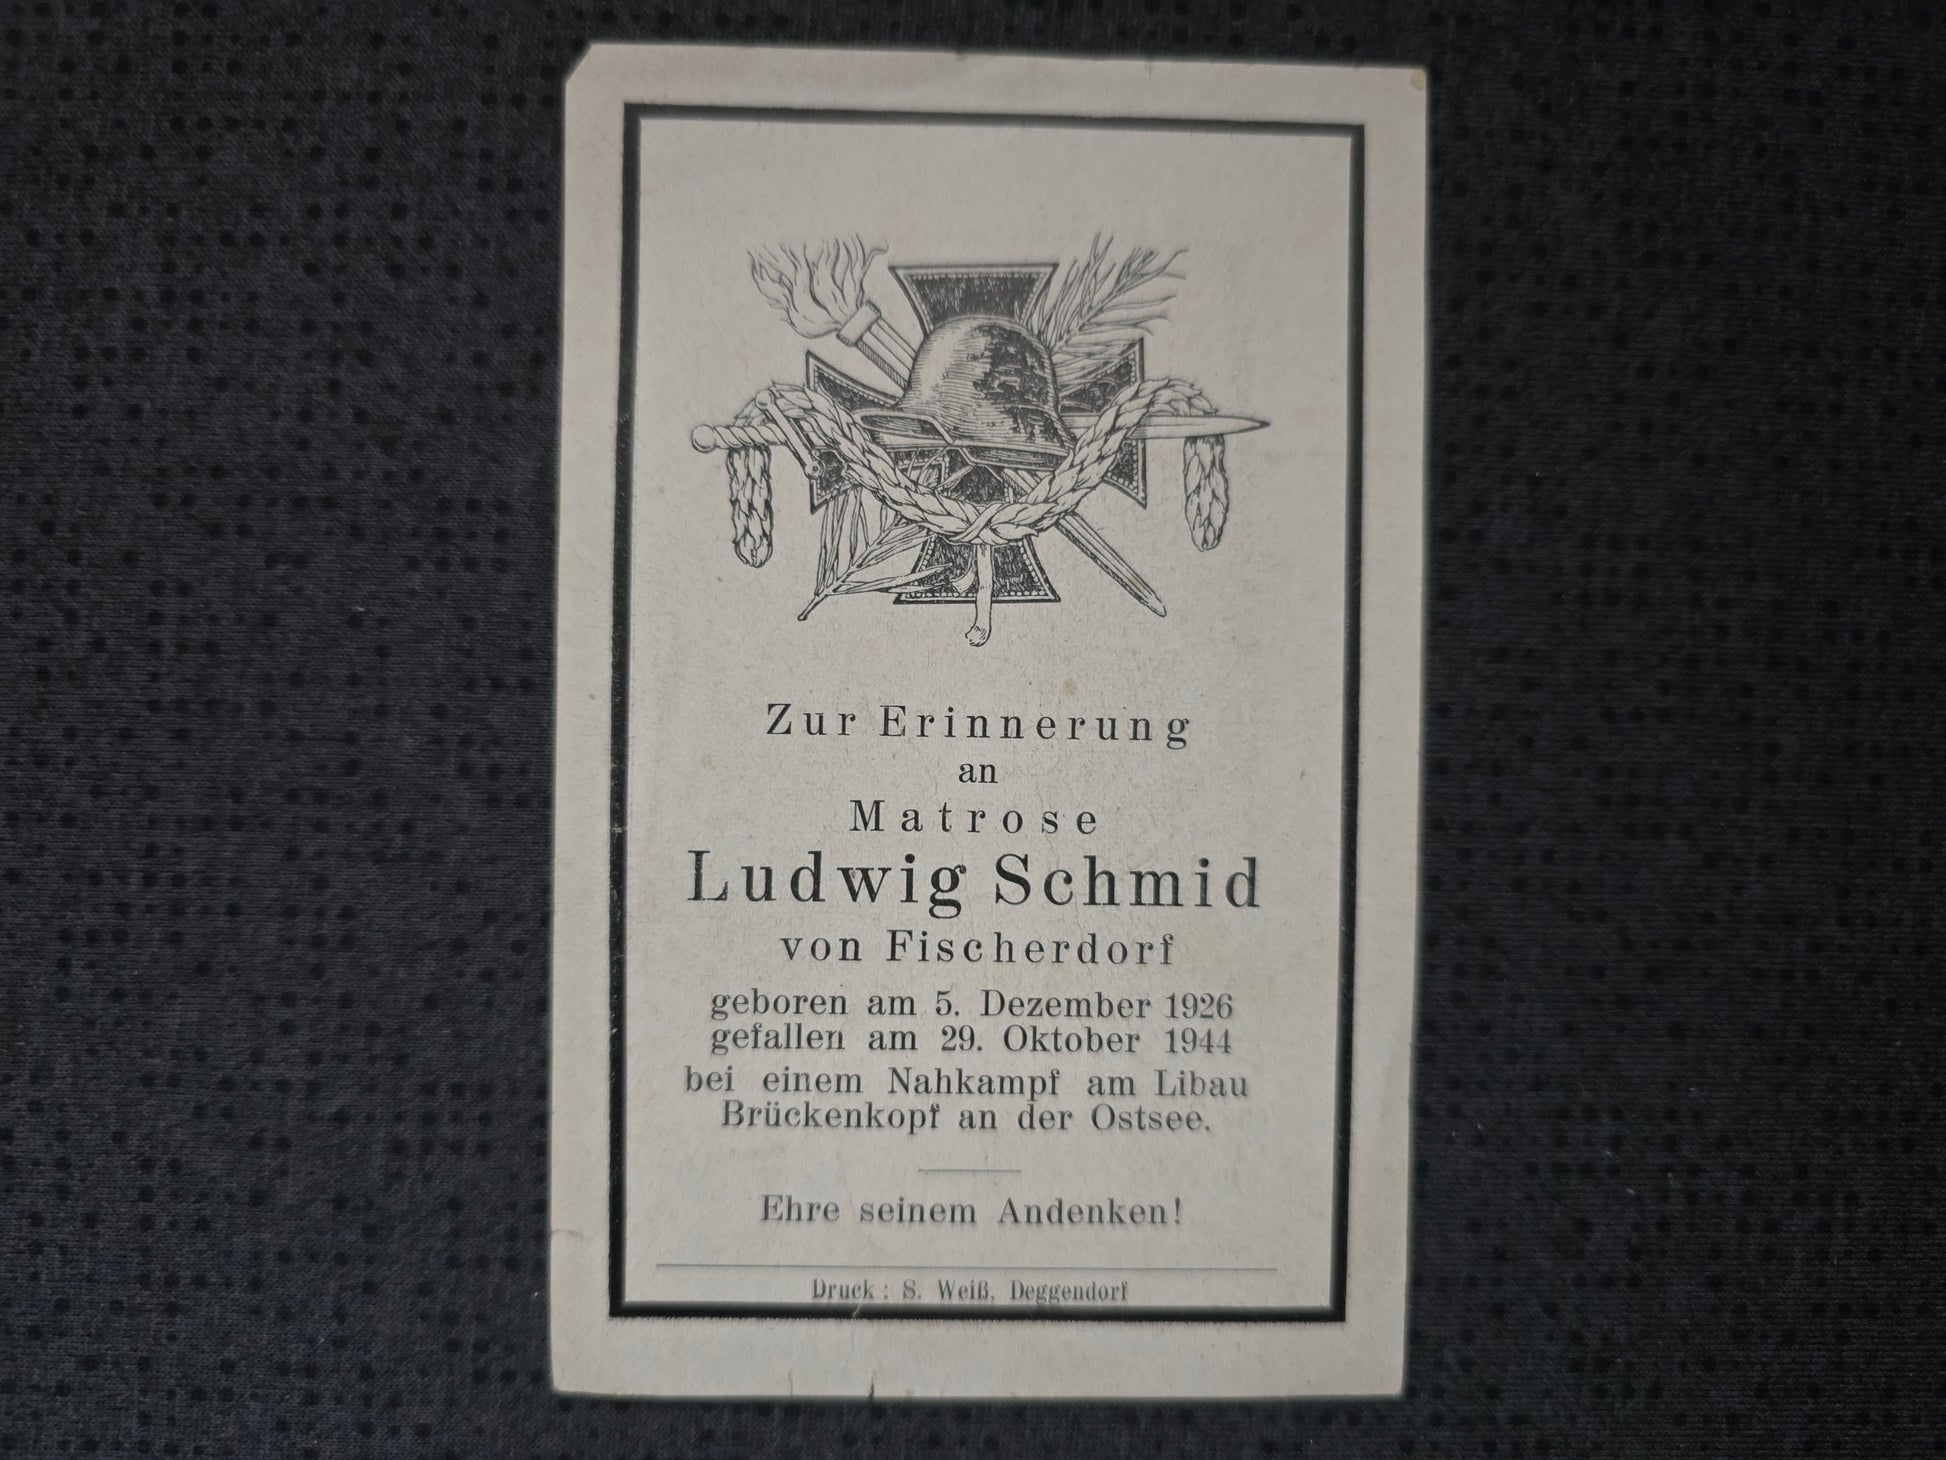 Zur Erinnerung
an
Matrose
Ludwig Schmid
von Fischerdorf
geboren am 5. Dezember 1926
gefallen am 29. Oktober 1944
bei einem Nahkampf am Libau
Brückenkopf an der Ostsee.
Ehre seinem Andenken!
Druck: S. Weiß, Deggendorf